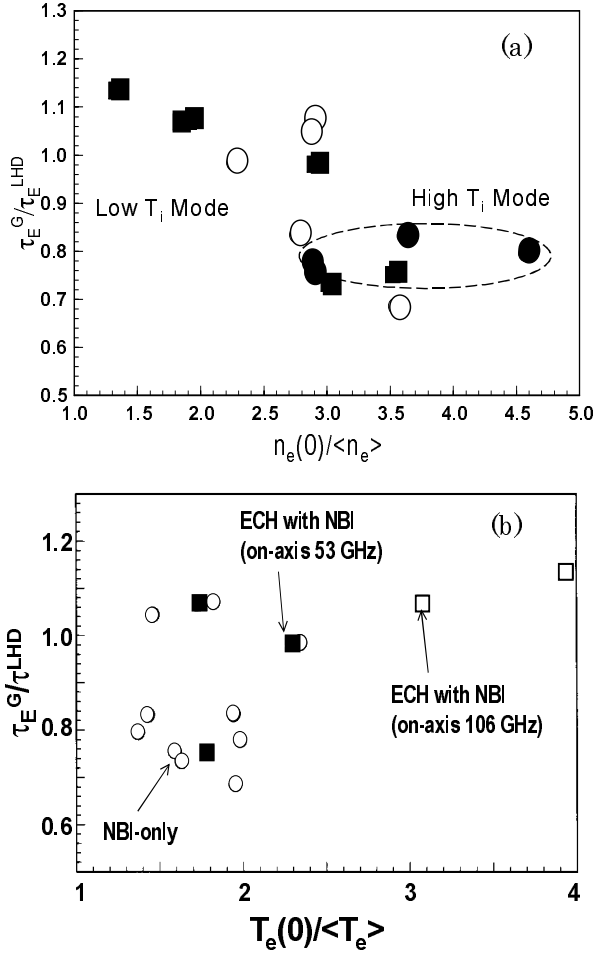 (a)
1.3
1.2
1.1
1.0
0.9
0.8
0.7
0.6
0.5
τE^G/τE^LHD
Low Ti Mode
High Ti Mode
1.0 1.5 2.0 2.5 3.0 3.5 4.0 4.5 5.0
ne(0)/<ne>
(b)
ECH with NBI
(on-axis 53 GHz)
1.2
1.0
0.8
0.6
τE^G/τ^LHD
ECH with NBI
(on-axis 106 GHz)
NBI-only
1 2 3 4
Te(0)/<Te>